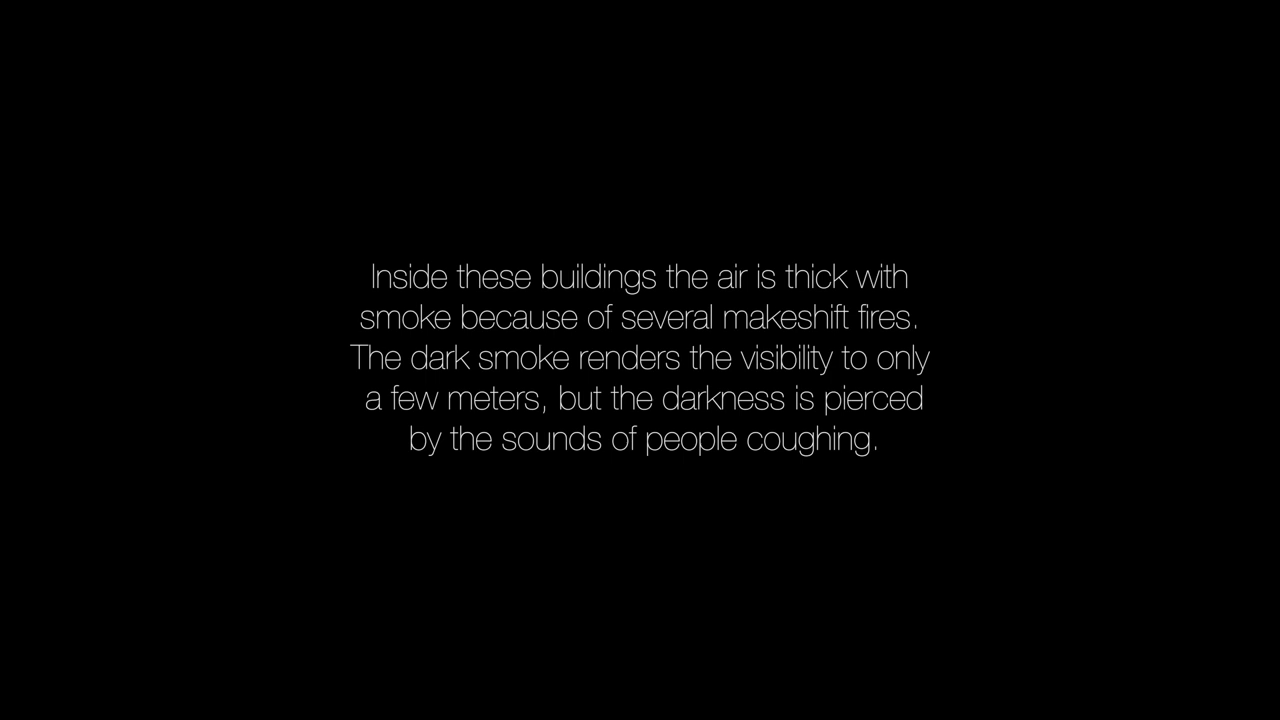 Inside these buildings the air is thick with
smoke because of several makeshift fires.
The dark smoke renders the visibility to only
a few meters, but the darkness is pierced
by the sounds of people coughing.